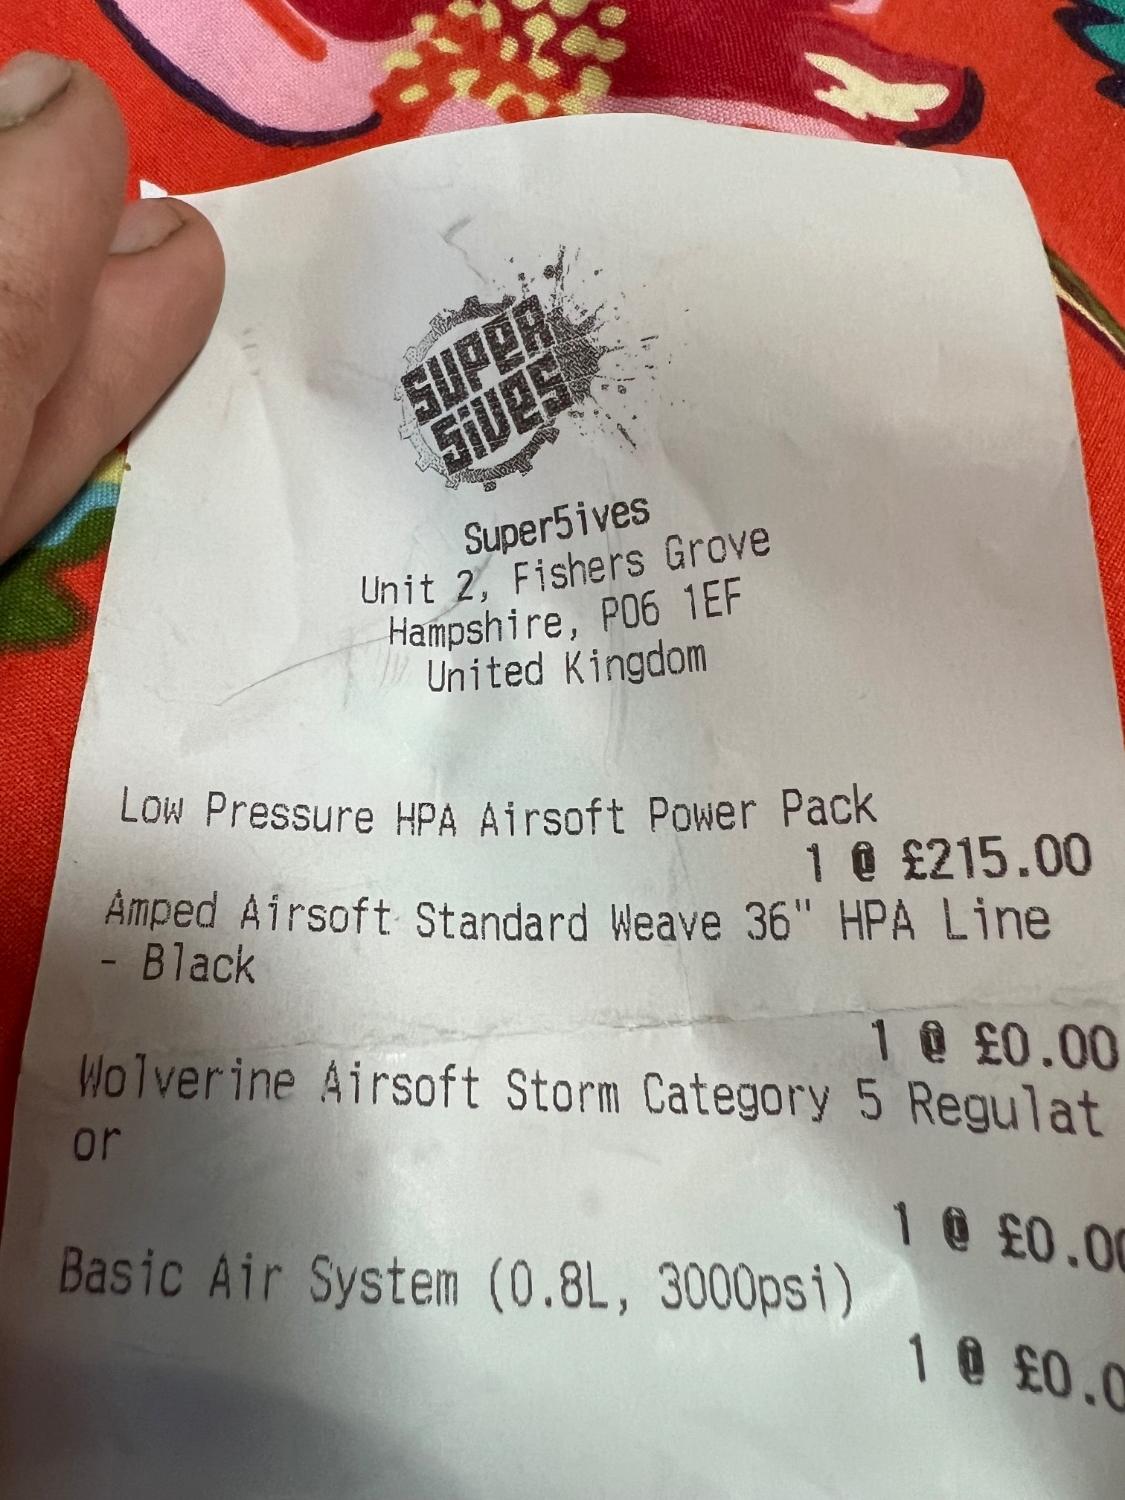 SUPER
5IVES
Super5ives
Unit 2, Fishers Grove
Hampshire, PO6 1EF
United Kingdom
Low Pressure HPA Airsoft Power Pack
1 @ £215.00
Amped Airsoft Standard Weave 36" HPA Line
- Black
1 @ £0.00
Wolverine Airsoft Storm Category 5 Regulat
or
1 @ £0.00
Basic Air System (0.8L, 3000psi)
1 @ £0.0